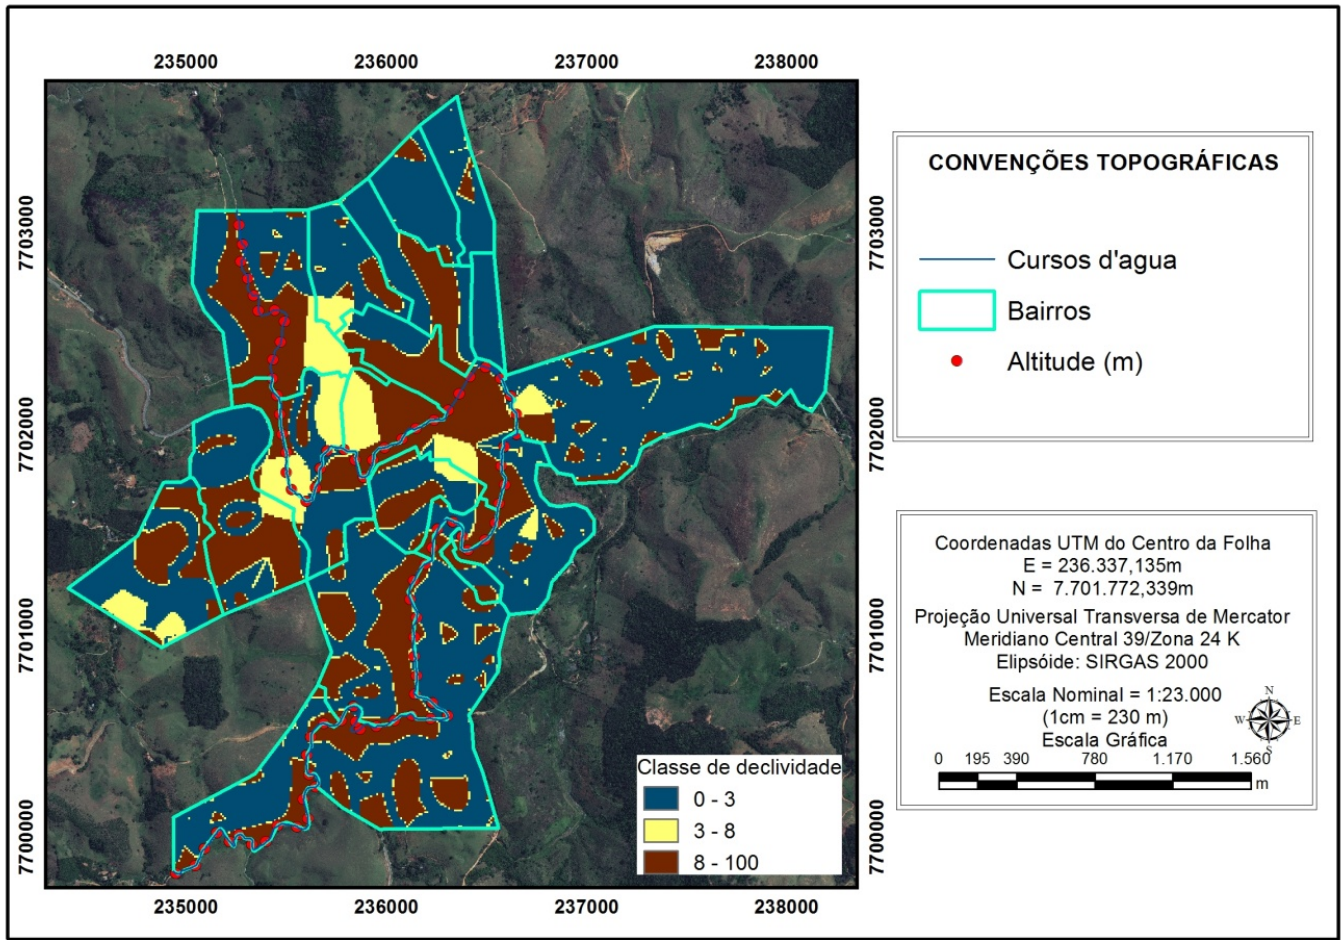 235000 236000 237000 238000
7703000
7702000
7701000
7700000
7703000
7702000
7701000
7700000
Classe de declividade
0 - 3
3 - 8
8 - 100
235000 236000 237000 238000
CONVENÇÕES TOPOGRÁFICAS
Cursos d'agua
Bairros
Altitude (m)
Coordenadas UTM do Centro da Folha
E = 236.337,135m
N = 7.701.772,339m
Projeção Universal Transversa de Mercator
Meridiano Central 39/Zona 24 K
Elipsóide: SIRGAS 2000
Escala Nominal = 1:23.000
(1cm = 230 m)
Escala Gráfica
N
W E
S
0 195 390 780 1.170 1.560
m